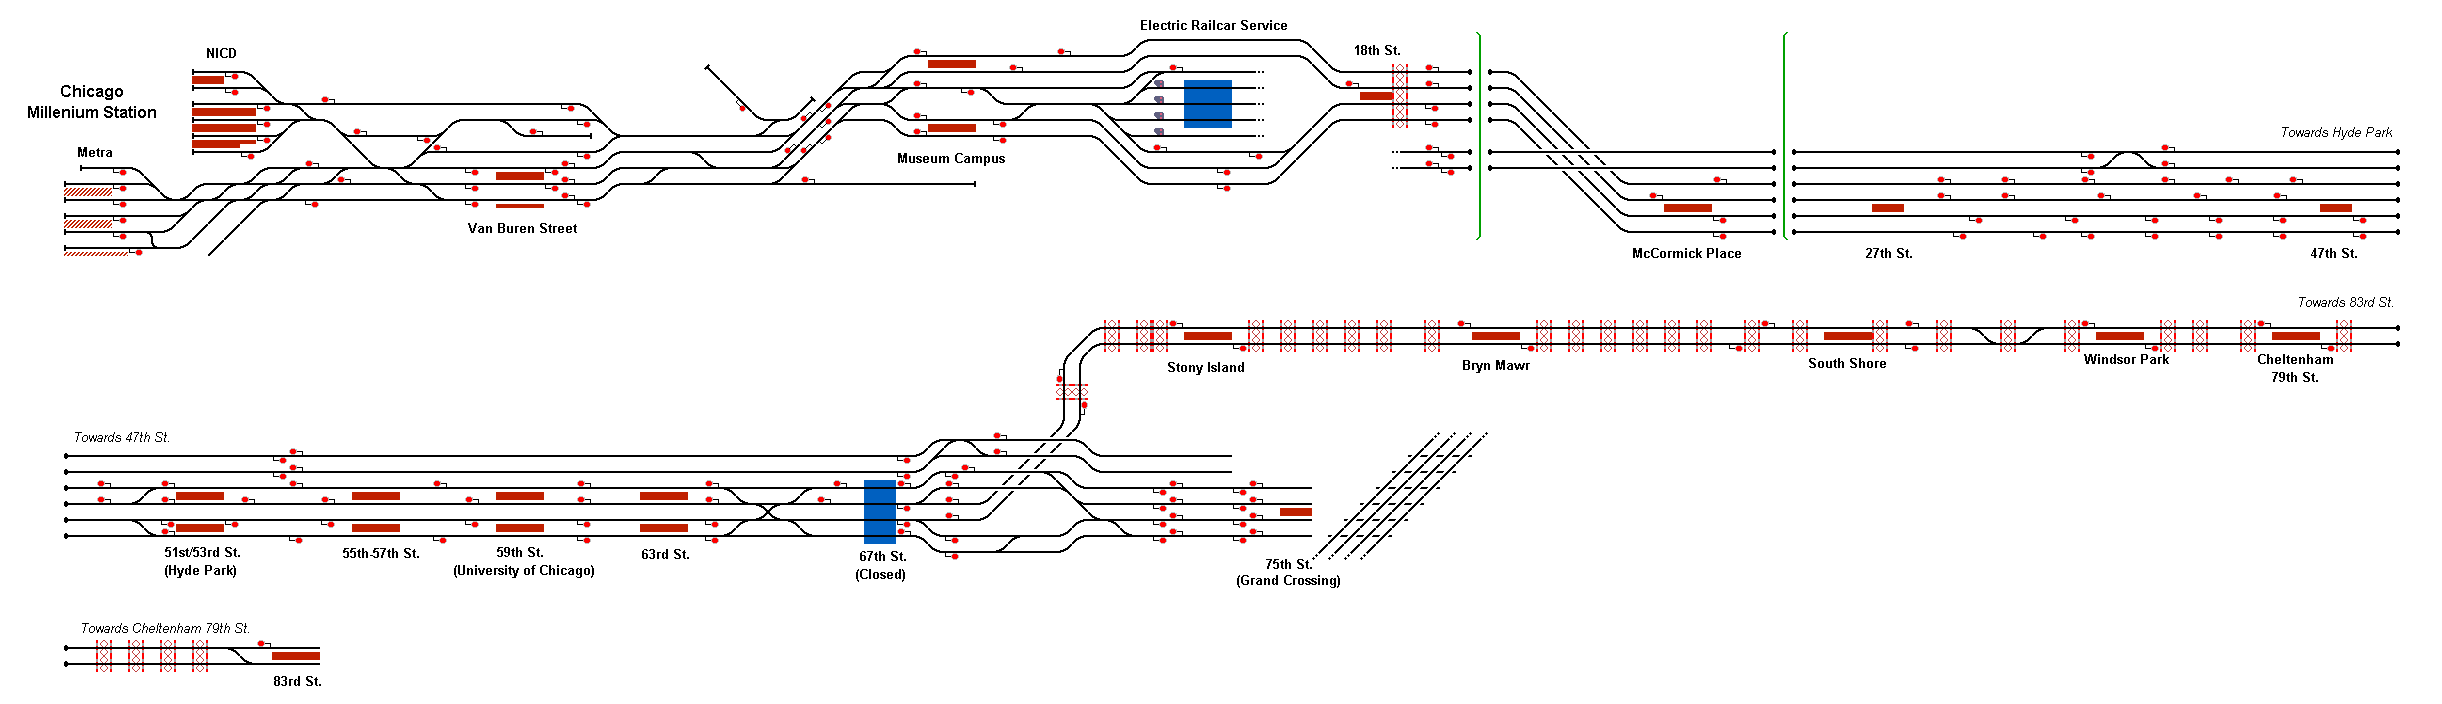 Electric Railcar Service
NICD
18th St.
Chicago
Millenium Station
Metra
Museum Campus
Towards Hyde Park
Van Buren Street
McCormick Place
27th St.
47th St.
Towards 83rd St.
Stony Island
Bryn Mawr
South Shore
Windsor Park
Cheltenham
79th St.
Towards 47th St.
51st/53rd St.
(Hyde Park)
55th-57th St.
59th St.
(University of Chicago)
63rd St.
67th St.
(Closed)
75th St.
(Grand Crossing)
Towards Cheltenham 79th St.
83rd St.